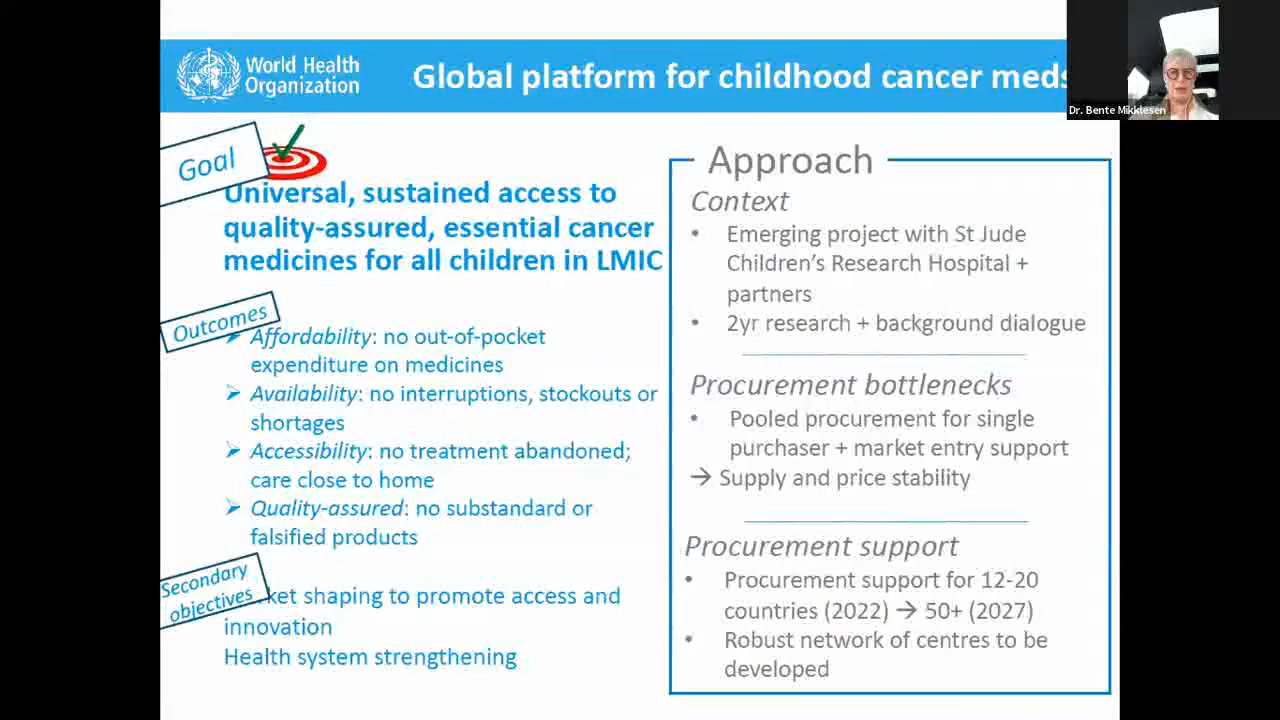 World Health
Organization
Global platform for childhood cancer meds
Dr. Bente Mikklesen
Goal
Universal, sustained access to
quality-assured, essential cancer
medicines for all children in LMIC
Outcomes
Affordability: no out-of-pocket
expenditure on medicines
Availability: no interruptions, stockouts or
shortages
Accessibility: no treatment abandoned;
care close to home
Quality-assured: no substandard or
falsified products
Secondary
objectives
ket shaping to promote access and
innovation
Health system strengthening
Approach
Context
• Emerging project with St Jude
Children's Research Hospital +
partners
• 2yr research + background dialogue
Procurement bottlenecks
• Pooled procurement for single
purchaser + market entry support
→ Supply and price stability
Procurement support
• Procurement support for 12-20
countries (2022) → 50+ (2027)
• Robust network of centres to be
developed